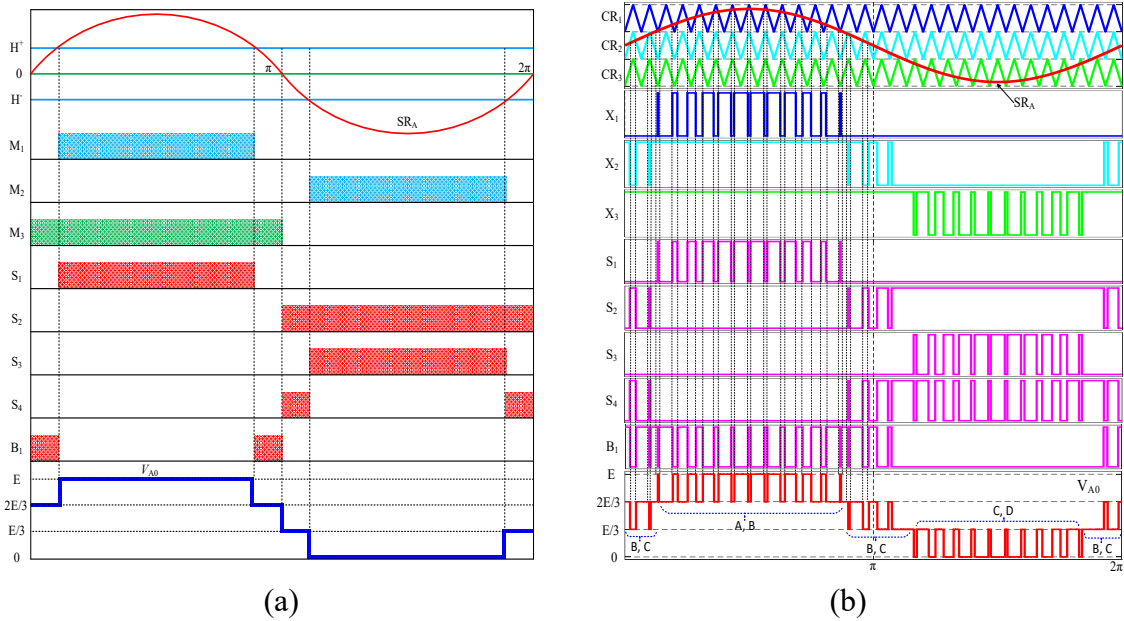 H⁺
0
π
2π
H⁻
SR_A
M₁
M₂
M₃
S₁
S₂
S₃
S₄
B₁
V_A0
E
2E/3
E/3
0
(a)
CR₁
CR₂
CR₃
SR_A
X₁
X₂
X₃
S₁
S₂
S₃
S₄
B₁
E
V_A0
2E/3
A, B
C, D
E/3
B, C
B, C
B, C
0
π
2π
(b)